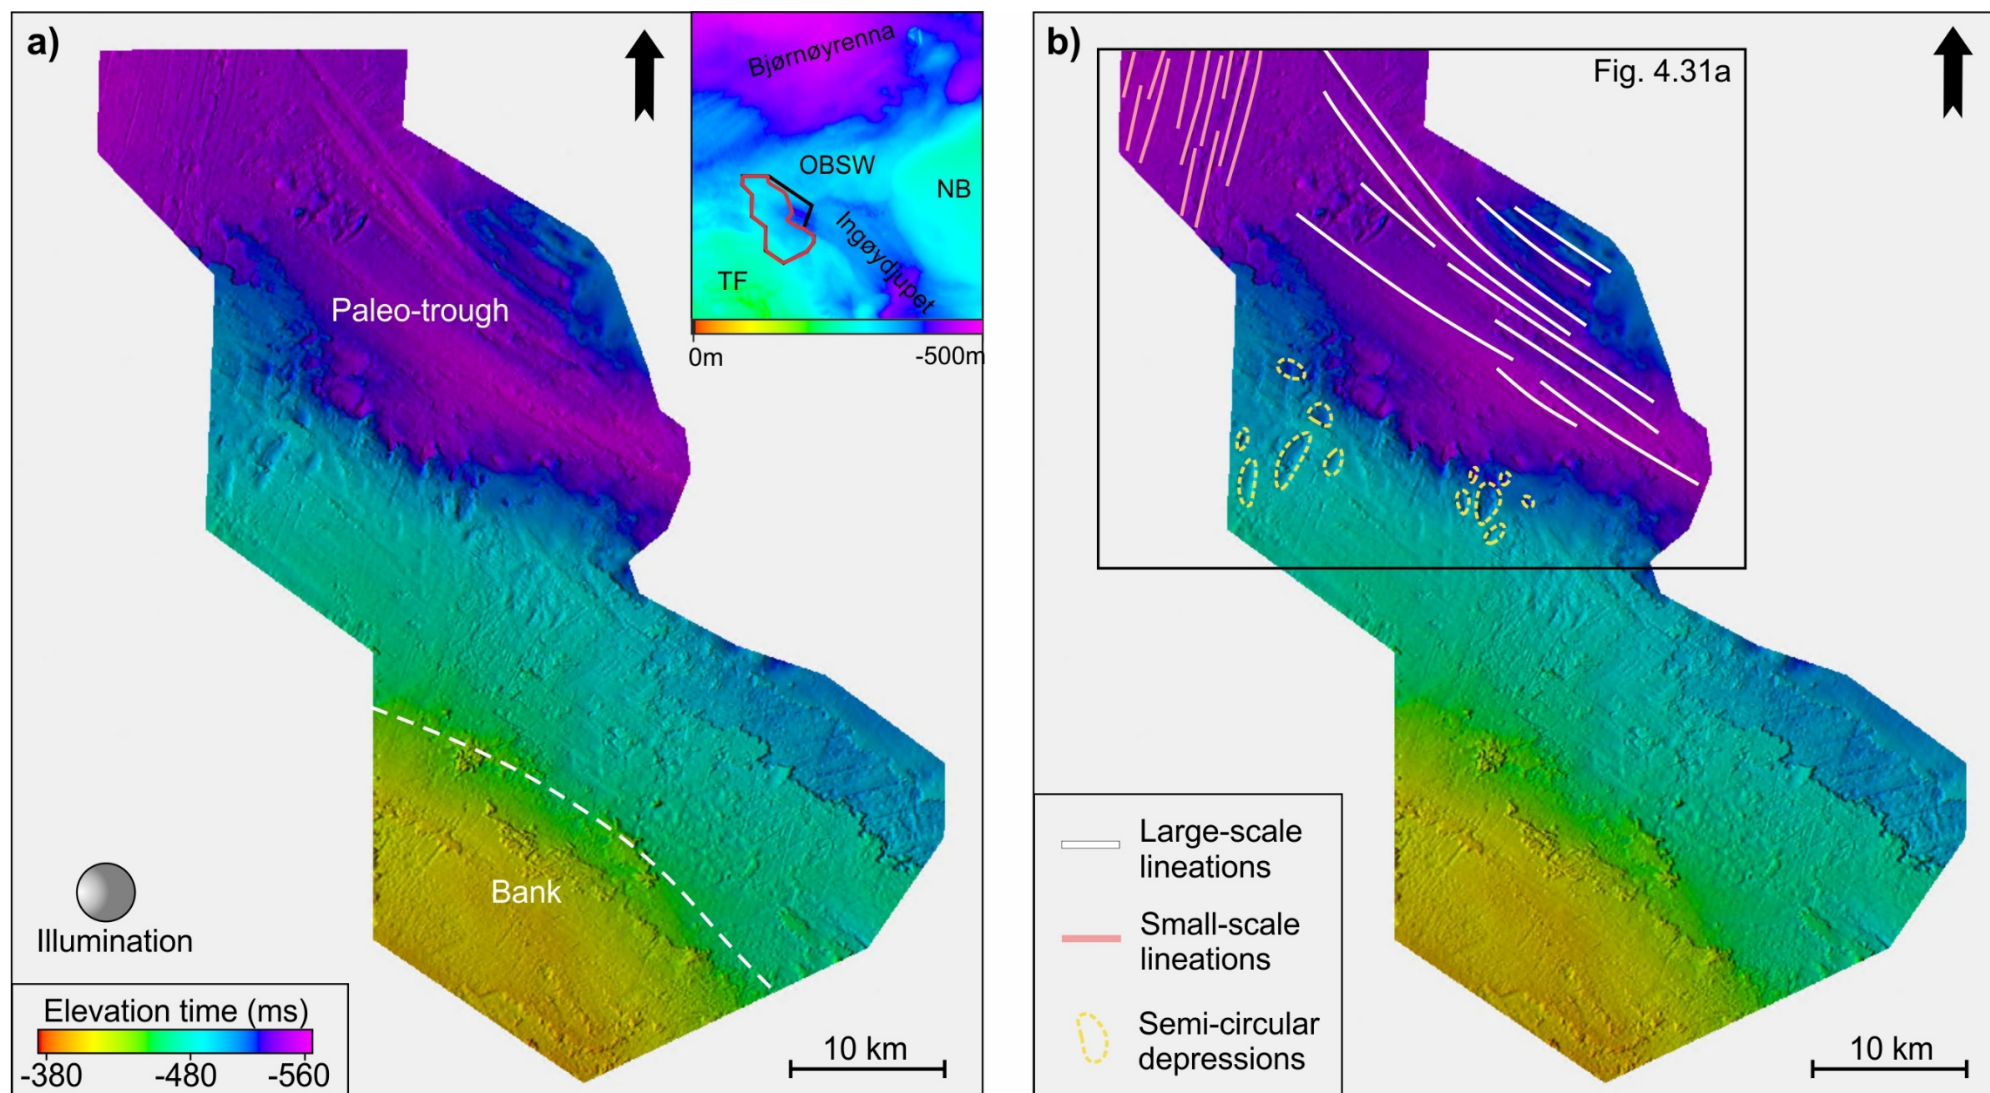 a)
Bjørnøyrenna
OBSW
NB
Ingøydjupet
TF
0m
-500m
Paleo-trough
Bank
Illumination
Elevation time (ms)
-380
-480
-560
10 km
b)
Fig. 4.31a
Large-scale
lineations
Small-scale
lineations
Semi-circular
depressions
10 km